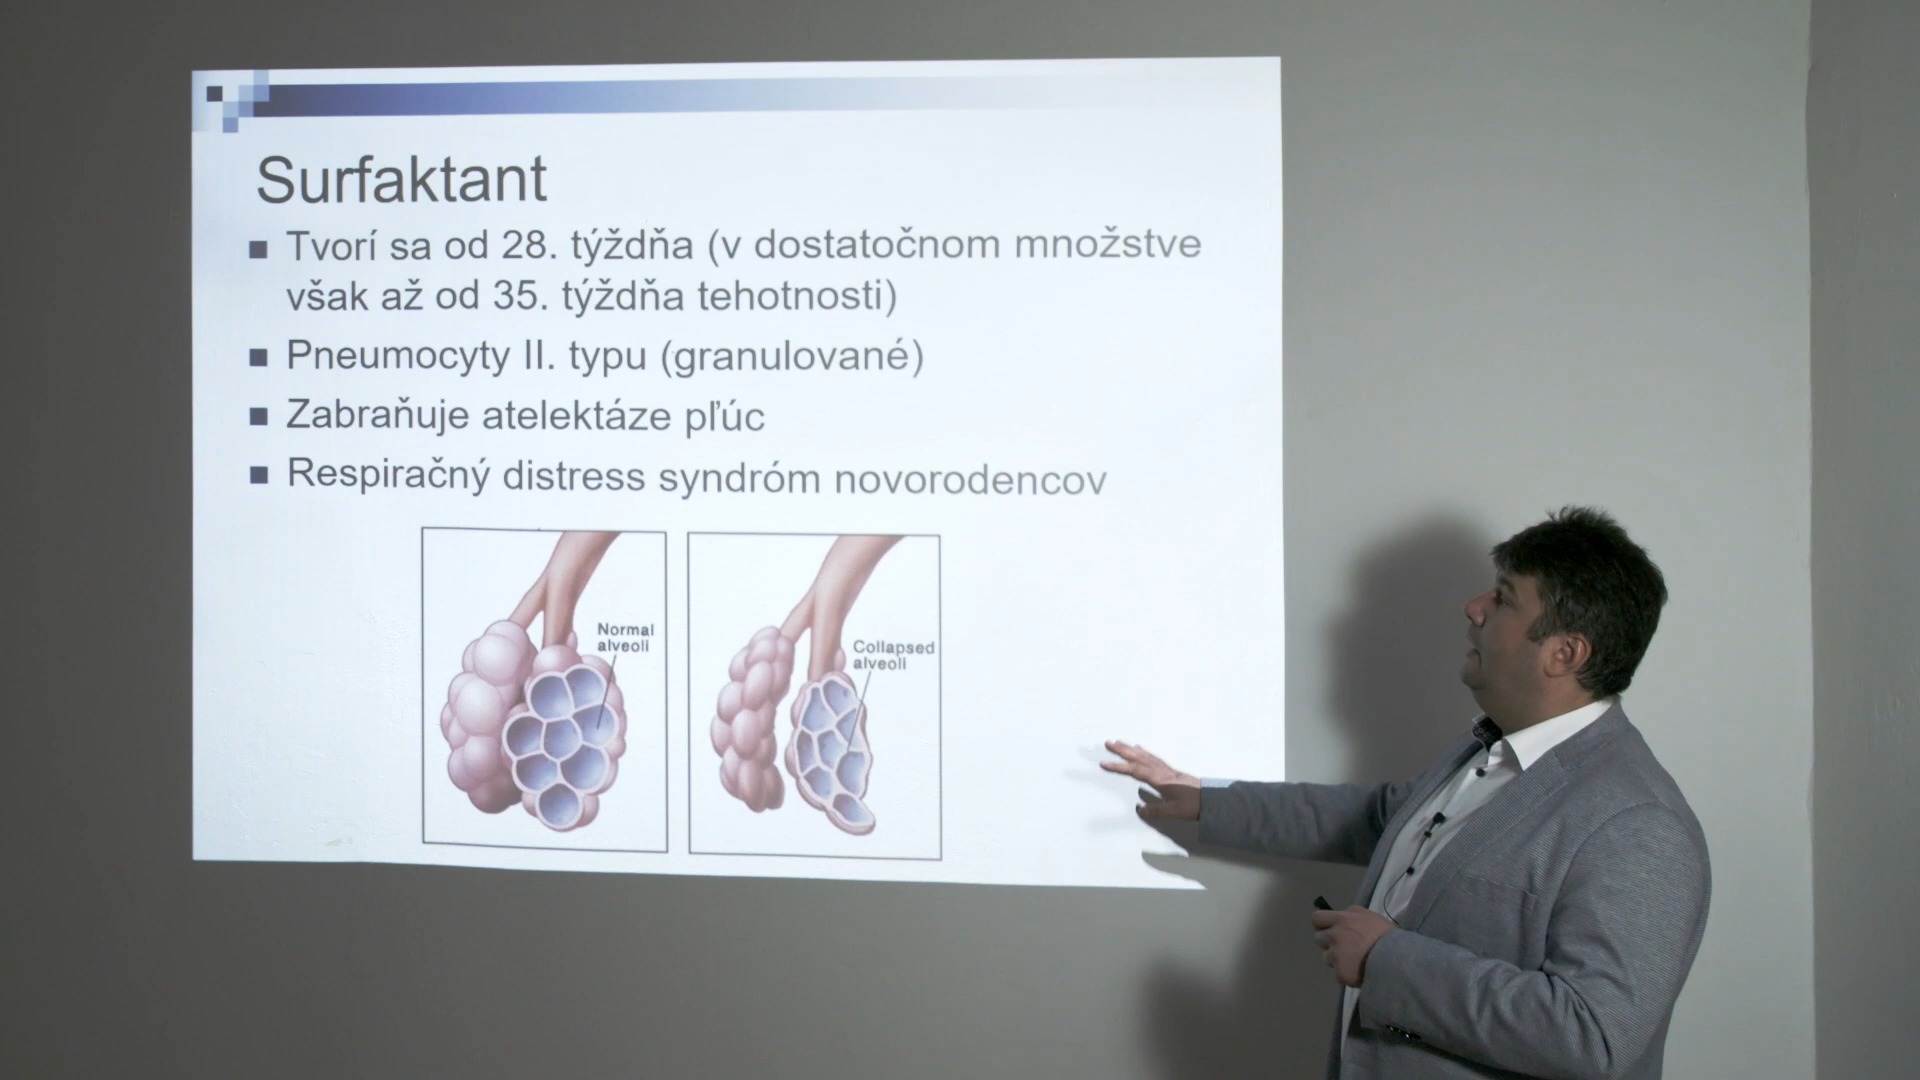 Surfaktant
Tvorí sa od 28. týždňa (v dostatočnom množstve
však až od 35. týždňa tehotnosti)
Pneumocyty II. typu (granulované)
Zabraňuje atelektáze pľúc
Respiračný distress syndróm novorodencov
Normal
alveoli
Collapsed
alveoli